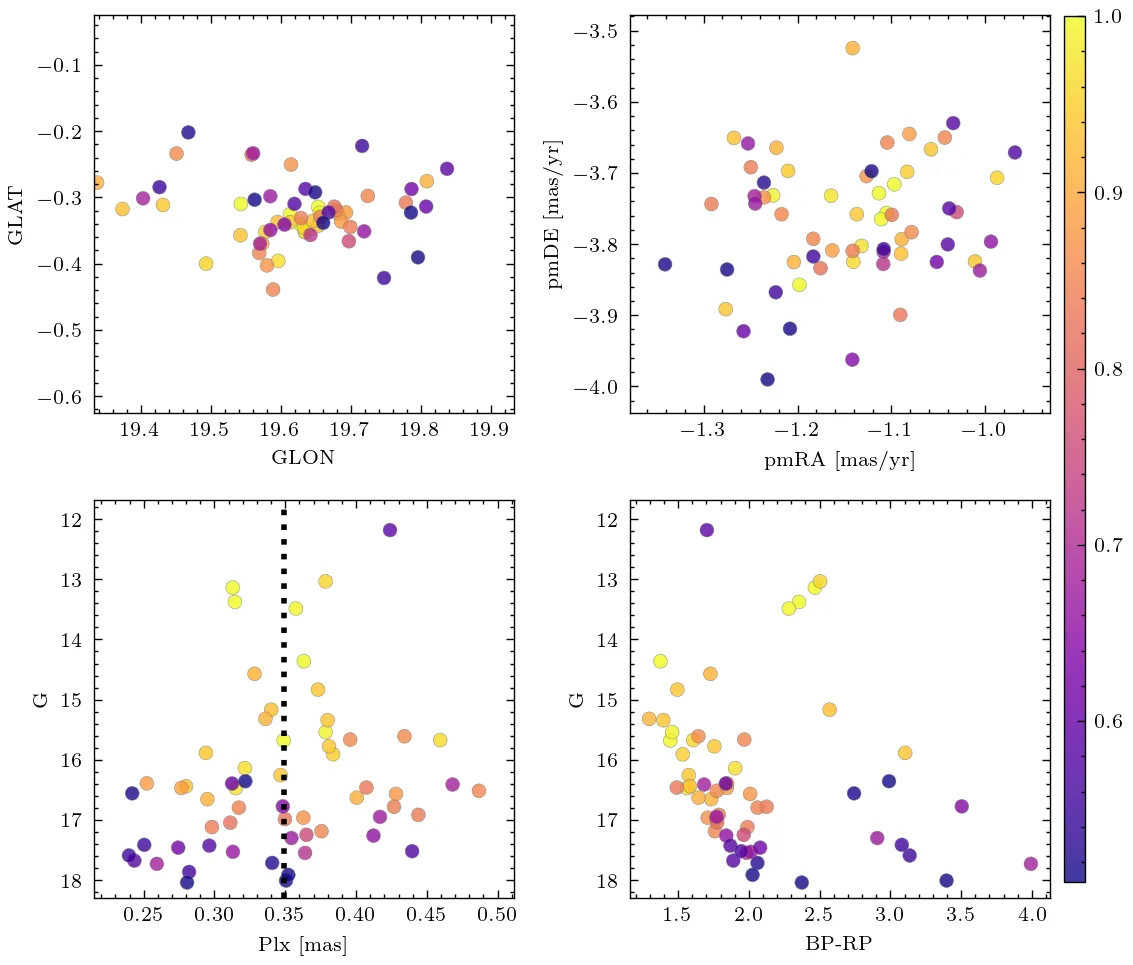 −0.1
−0.2
−0.3
−0.4
−0.5
−0.6
GLAT
19.4 19.5 19.6 19.7 19.8 19.9
GLON
−3.5
−3.6
−3.7
−3.8
−3.9
−4.0
pmDE [mas/yr]
−1.3 −1.2 −1.1 −1.0
pmRA [mas/yr]
1.0
0.9
0.8
0.7
0.6
12
13
14
15
16
17
18
G
0.25 0.30 0.35 0.40 0.45 0.50
Plx [mas]
12
13
14
15
16
17
18
G
1.5 2.0 2.5 3.0 3.5 4.0
BP-RP